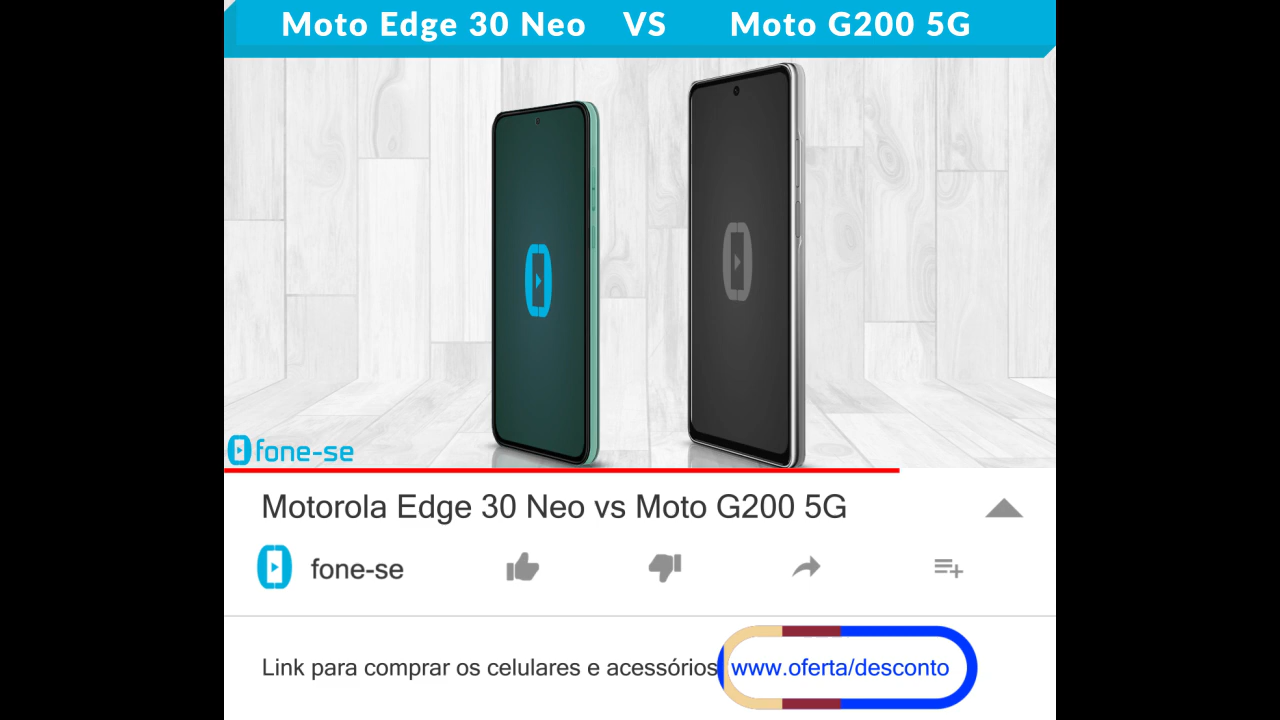 Moto Edge 30 Neo VS Moto G200 5G
fone-se
Motorola Edge 30 Neo vs Moto G200 5G
fone-se
Link para comprar os celulares e acessórios www.oferta/desconto